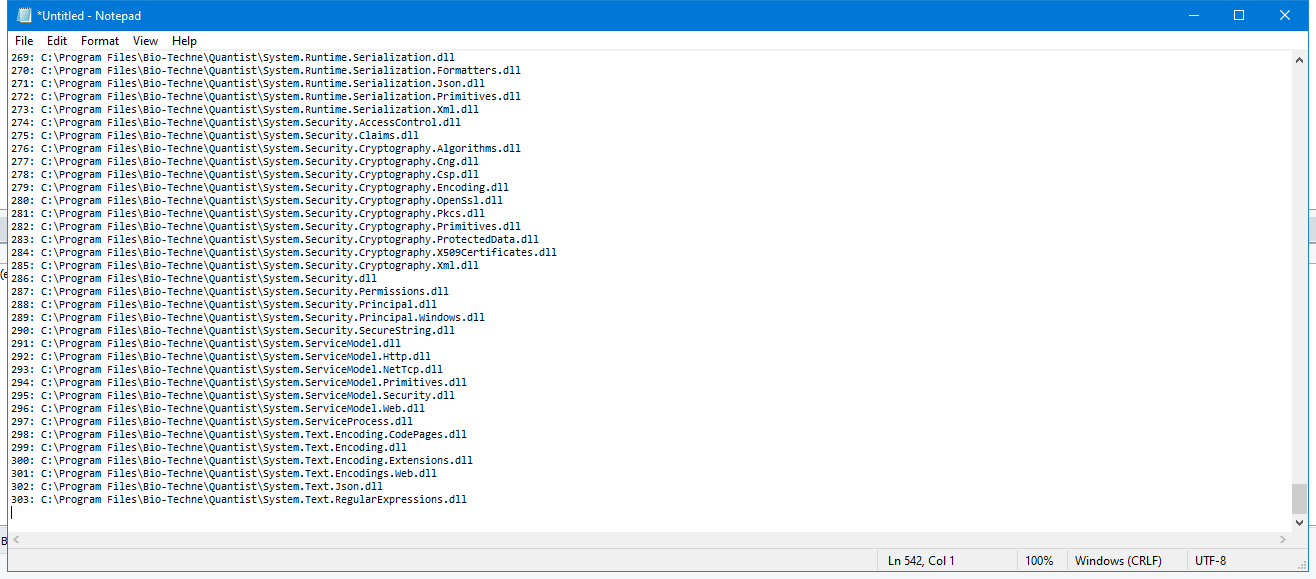 *Untitled - Notepad
File Edit Format View Help
269: C:\Program Files\Bio-Techne\Quantist\System.Runtime.Serialization.dll
270: C:\Program Files\Bio-Techne\Quantist\System.Runtime.Serialization.Formatters.dll
271: C:\Program Files\Bio-Techne\Quantist\System.Runtime.Serialization.Json.dll
272: C:\Program Files\Bio-Techne\Quantist\System.Runtime.Serialization.Primitives.dll
273: C:\Program Files\Bio-Techne\Quantist\System.Runtime.Serialization.Xml.dll
274: C:\Program Files\Bio-Techne\Quantist\System.Security.AccessControl.dll
275: C:\Program Files\Bio-Techne\Quantist\System.Security.Claims.dll
276: C:\Program Files\Bio-Techne\Quantist\System.Security.Cryptography.Algorithms.dll
277: C:\Program Files\Bio-Techne\Quantist\System.Security.Cryptography.Cng.dll
278: C:\Program Files\Bio-Techne\Quantist\System.Security.Cryptography.Csp.dll
279: C:\Program Files\Bio-Techne\Quantist\System.Security.Cryptography.Encoding.dll
280: C:\Program Files\Bio-Techne\Quantist\System.Security.Cryptography.OpenSsl.dll
281: C:\Program Files\Bio-Techne\Quantist\System.Security.Cryptography.Pkcs.dll
282: C:\Program Files\Bio-Techne\Quantist\System.Security.Cryptography.Primitives.dll
283: C:\Program Files\Bio-Techne\Quantist\System.Security.Cryptography.ProtectedData.dll
284: C:\Program Files\Bio-Techne\Quantist\System.Security.Cryptography.X509Certificates.dll
285: C:\Program Files\Bio-Techne\Quantist\System.Security.Cryptography.Xml.dll
286: C:\Program Files\Bio-Techne\Quantist\System.Security.dll
287: C:\Program Files\Bio-Techne\Quantist\System.Security.Permissions.dll
288: C:\Program Files\Bio-Techne\Quantist\System.Security.Principal.dll
289: C:\Program Files\Bio-Techne\Quantist\System.Security.Principal.Windows.dll
290: C:\Program Files\Bio-Techne\Quantist\System.Security.SecureString.dll
291: C:\Program Files\Bio-Techne\Quantist\System.ServiceModel.dll
292: C:\Program Files\Bio-Techne\Quantist\System.ServiceModel.Http.dll
293: C:\Program Files\Bio-Techne\Quantist\System.ServiceModel.NetTcp.dll
294: C:\Program Files\Bio-Techne\Quantist\System.ServiceModel.Primitives.dll
295: C:\Program Files\Bio-Techne\Quantist\System.ServiceModel.Security.dll
296: C:\Program Files\Bio-Techne\Quantist\System.ServiceModel.Web.dll
297: C:\Program Files\Bio-Techne\Quantist\System.ServiceProcess.dll
298: C:\Program Files\Bio-Techne\Quantist\System.Text.Encoding.CodePages.dll
299: C:\Program Files\Bio-Techne\Quantist\System.Text.Encoding.dll
300: C:\Program Files\Bio-Techne\Quantist\System.Text.Encoding.Extensions.dll
301: C:\Program Files\Bio-Techne\Quantist\System.Text.Encodings.Web.dll
302: C:\Program Files\Bio-Techne\Quantist\System.Text.Json.dll
303: C:\Program Files\Bio-Techne\Quantist\System.Text.RegularExpressions.dll
Ln 542, Col 1 100% Windows (CRLF) UTF-8